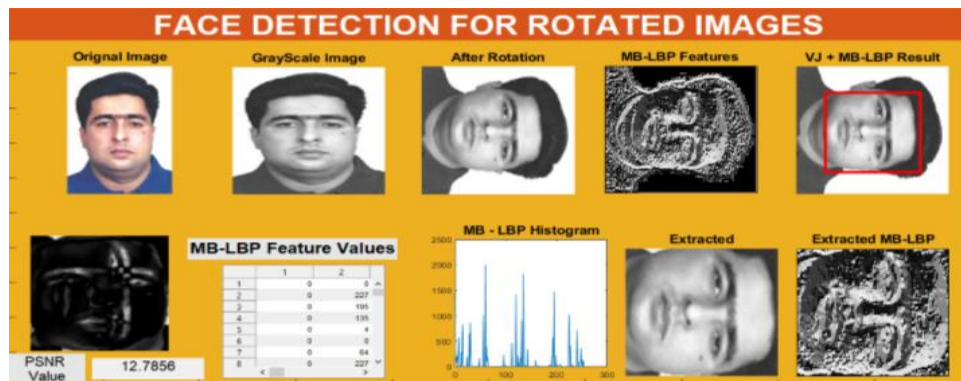 FACE DETECTION FOR ROTATED IMAGES
Orignal Image
GrayScale Image
After Rotation
MB-LBP Features
VJ + MB-LBP Result
MB-LBP Feature Values
1 2
1 0 0
2 0 227
3 0 195
4 0 135
5 0 4
6 0 8
7 0 64
8 0 227
PSNR
Value
12.7856
MB - LBP Histogram
2500
2000
1500
1000
500
0
0 100 200 300
Extracted
Extracted MB-LBP